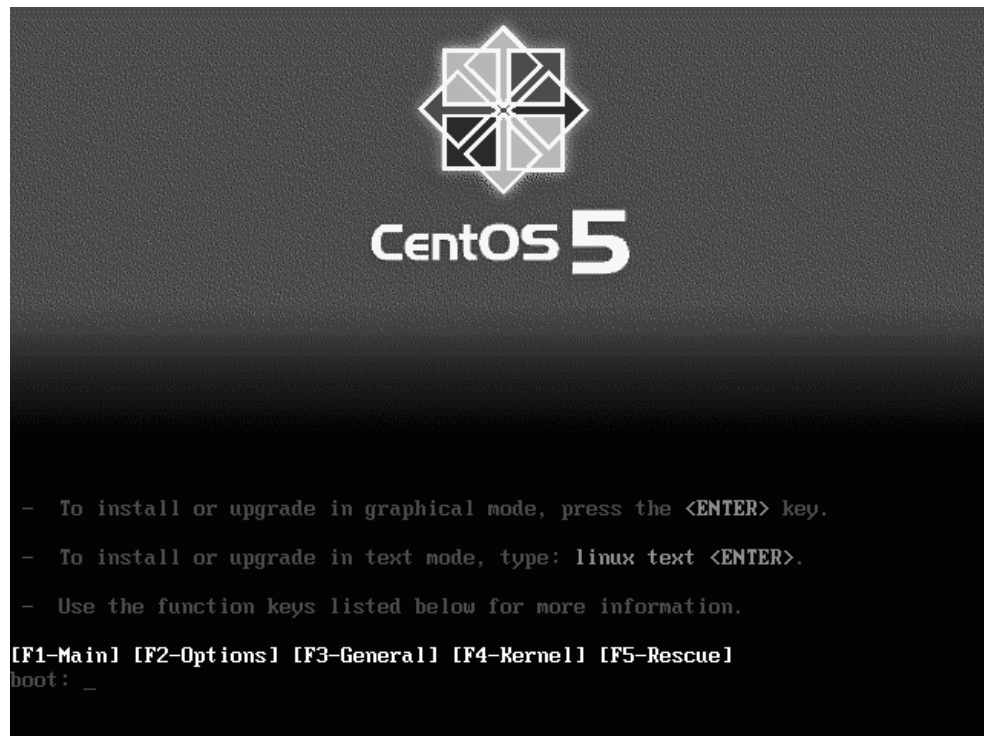 CentOS 5
- To install or upgrade in graphical mode, press the <ENTER> key.
- To install or upgrade in text mode, type: linux text <ENTER>.
- Use the function keys listed below for more information.
[F1-Main] [F2-Options] [F3-General] [F4-Kernel] [F5-Rescue]
boot: _